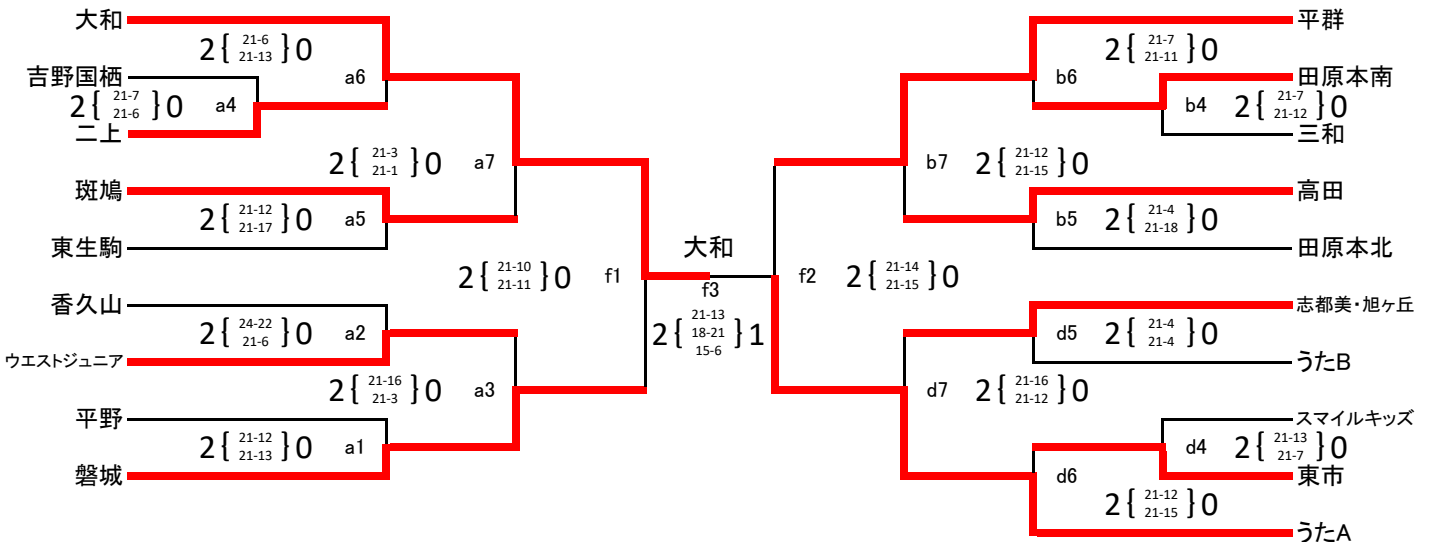 大和
2{ 21-6 21-13 }0
a6
吉野国栖
2{ 21-7 21-6 }0
a4
二上
2{ 21-3 21-1 }0
a7
斑鳩
2{ 21-12 21-17 }0
a5
東生駒
2{ 21-10 21-11 }0
f1
香久山
2{ 24-22 21-6 }0
a2
ウエストジュニア
2{ 21-16 21-3 }0
a3
平野
2{ 21-12 21-13 }0
a1
磐城
大和
f3
2{ 21-13 18-21 15-6 }1
平群
2{ 21-7 21-11 }0
b6
田原本南
b4
2{ 21-7 21-12 }0
三和
b7
2{ 21-12 21-15 }0
高田
b5
2{ 21-4 21-18 }0
田原本北
f2
2{ 21-14 21-15 }0
志都美・旭ヶ丘
d5
2{ 21-4 21-4 }0
うたB
d7
2{ 21-16 21-12 }0
スマイルキッズ
d4
2{ 21-13 21-7 }0
東市
d6
2{ 21-12 21-15 }0
うたA